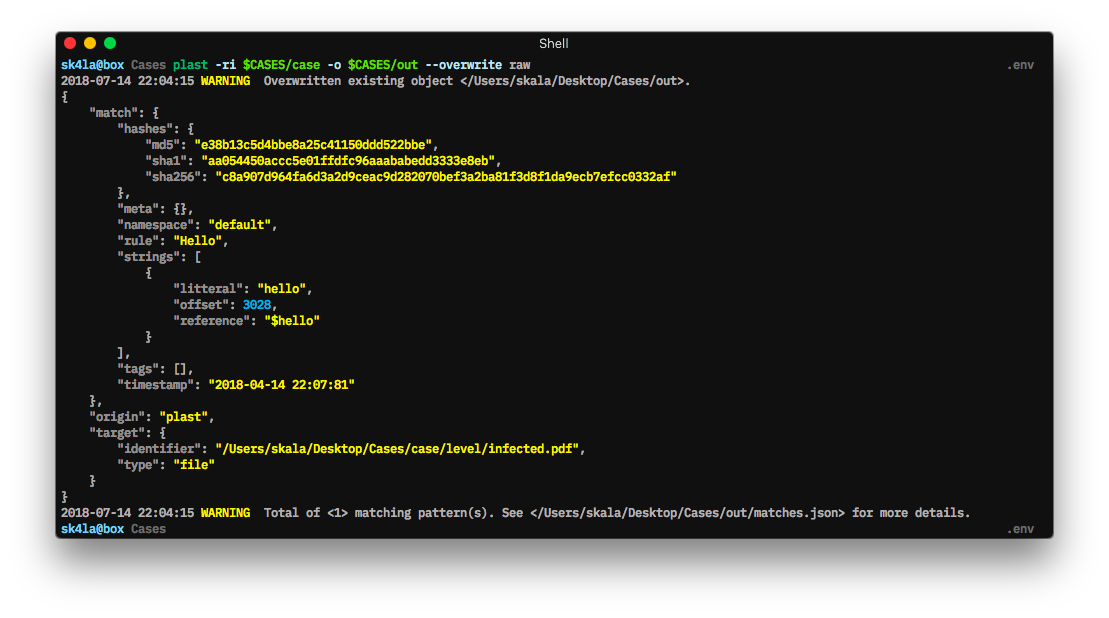 Shell
sk4la@box Cases plast -ri $CASES/case -o $CASES/out --overwrite raw .env
2018-07-14 22:04:15 WARNING  Overwritten existing object </Users/skala/Desktop/Cases/out>.
{
    "match": {
        "hashes": {
            "md5": "e38b13c5d4bbe8a25c41150ddd522bbe",
            "sha1": "aa054450accc5e01ffdfc96aaababedd3333e8eb",
            "sha256": "c8a907d964fa6d3a2d9ceac9d282070bef3a2ba81f3d8f1da9ecb7efcc0332af"
        },
        "meta": {},
        "namespace": "default",
        "rule": "Hello",
        "strings": [
            {
                "litteral": "hello",
                "offset": 3028,
                "reference": "$hello"
            }
        ],
        "tags": [],
        "timestamp": "2018-04-14 22:07:81"
    },
    "origin": "plast",
    "target": {
        "identifier": "/Users/skala/Desktop/Cases/case/level/infected.pdf",
        "type": "file"
    }
}
2018-07-14 22:04:15 WARNING  Total of <1> matching pattern(s). See </Users/skala/Desktop/Cases/out/matches.json> for more details.
sk4la@box Cases .env